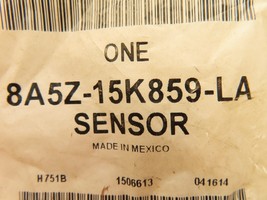 ONE
8A5Z-15K859-LA
SENSOR
MADE IN MEXICO
H751B 1506613 041614